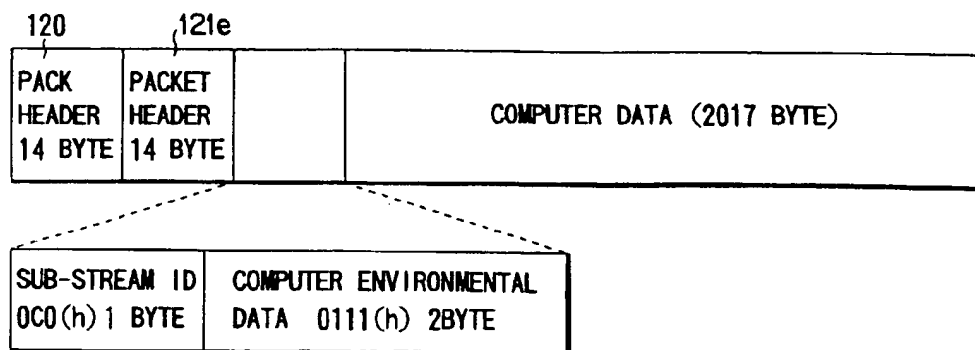 120
121e
PACK
HEADER
14 BYTE
PACKET
HEADER
14 BYTE
COMPUTER DATA (2017 BYTE)
SUB-STREAM ID
0C0(h) 1 BYTE
COMPUTER ENVIRONMENTAL
DATA 0111(h) 2BYTE